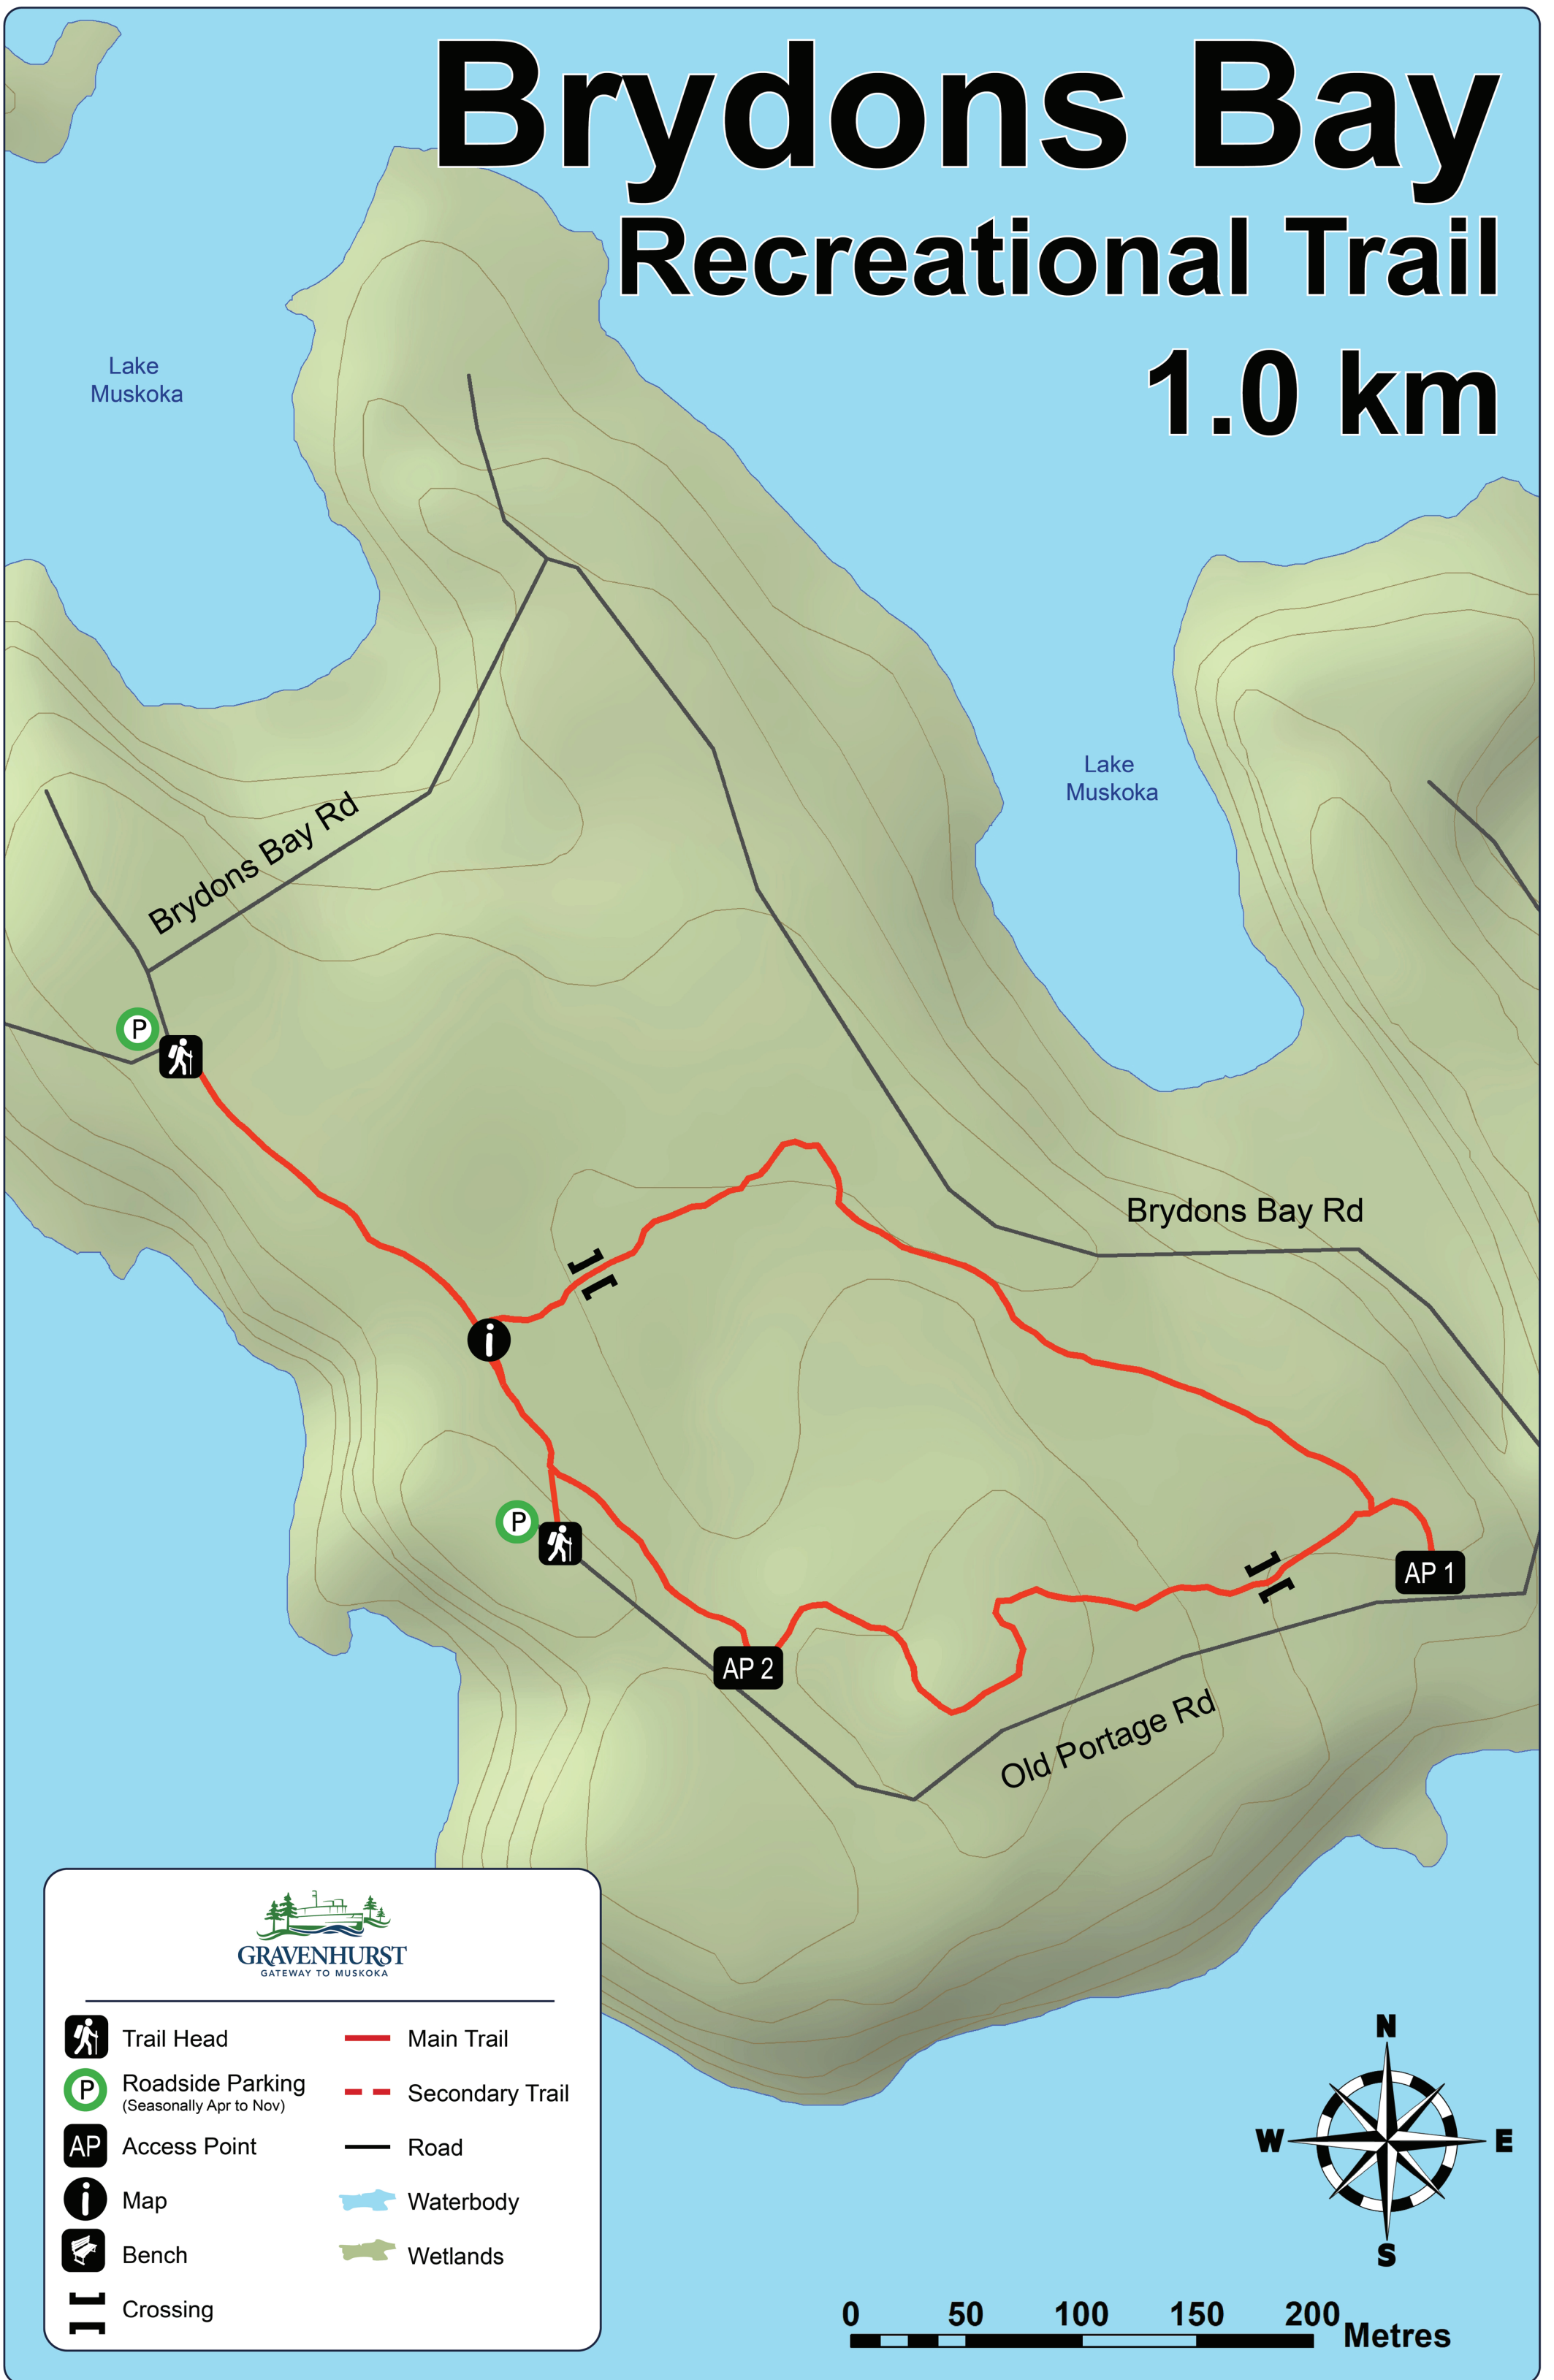 Brydons Bay
Recreational Trail
1.0 km
Lake
Muskoka
Lake
Muskoka
Brydons Bay Rd
P
Brydons Bay Rd
i
P
AP 1
AP 2
Old Portage Rd
GRAVENHURST
GATEWAY TO MUSKOKA
Trail Head
Main Trail
P
Roadside Parking
(Seasonally Apr to Nov)
Secondary Trail
AP
Access Point
Road
i
Map
Waterbody
Bench
Wetlands
Crossing
N
W
E
S
0 50 100 150 200
Metres